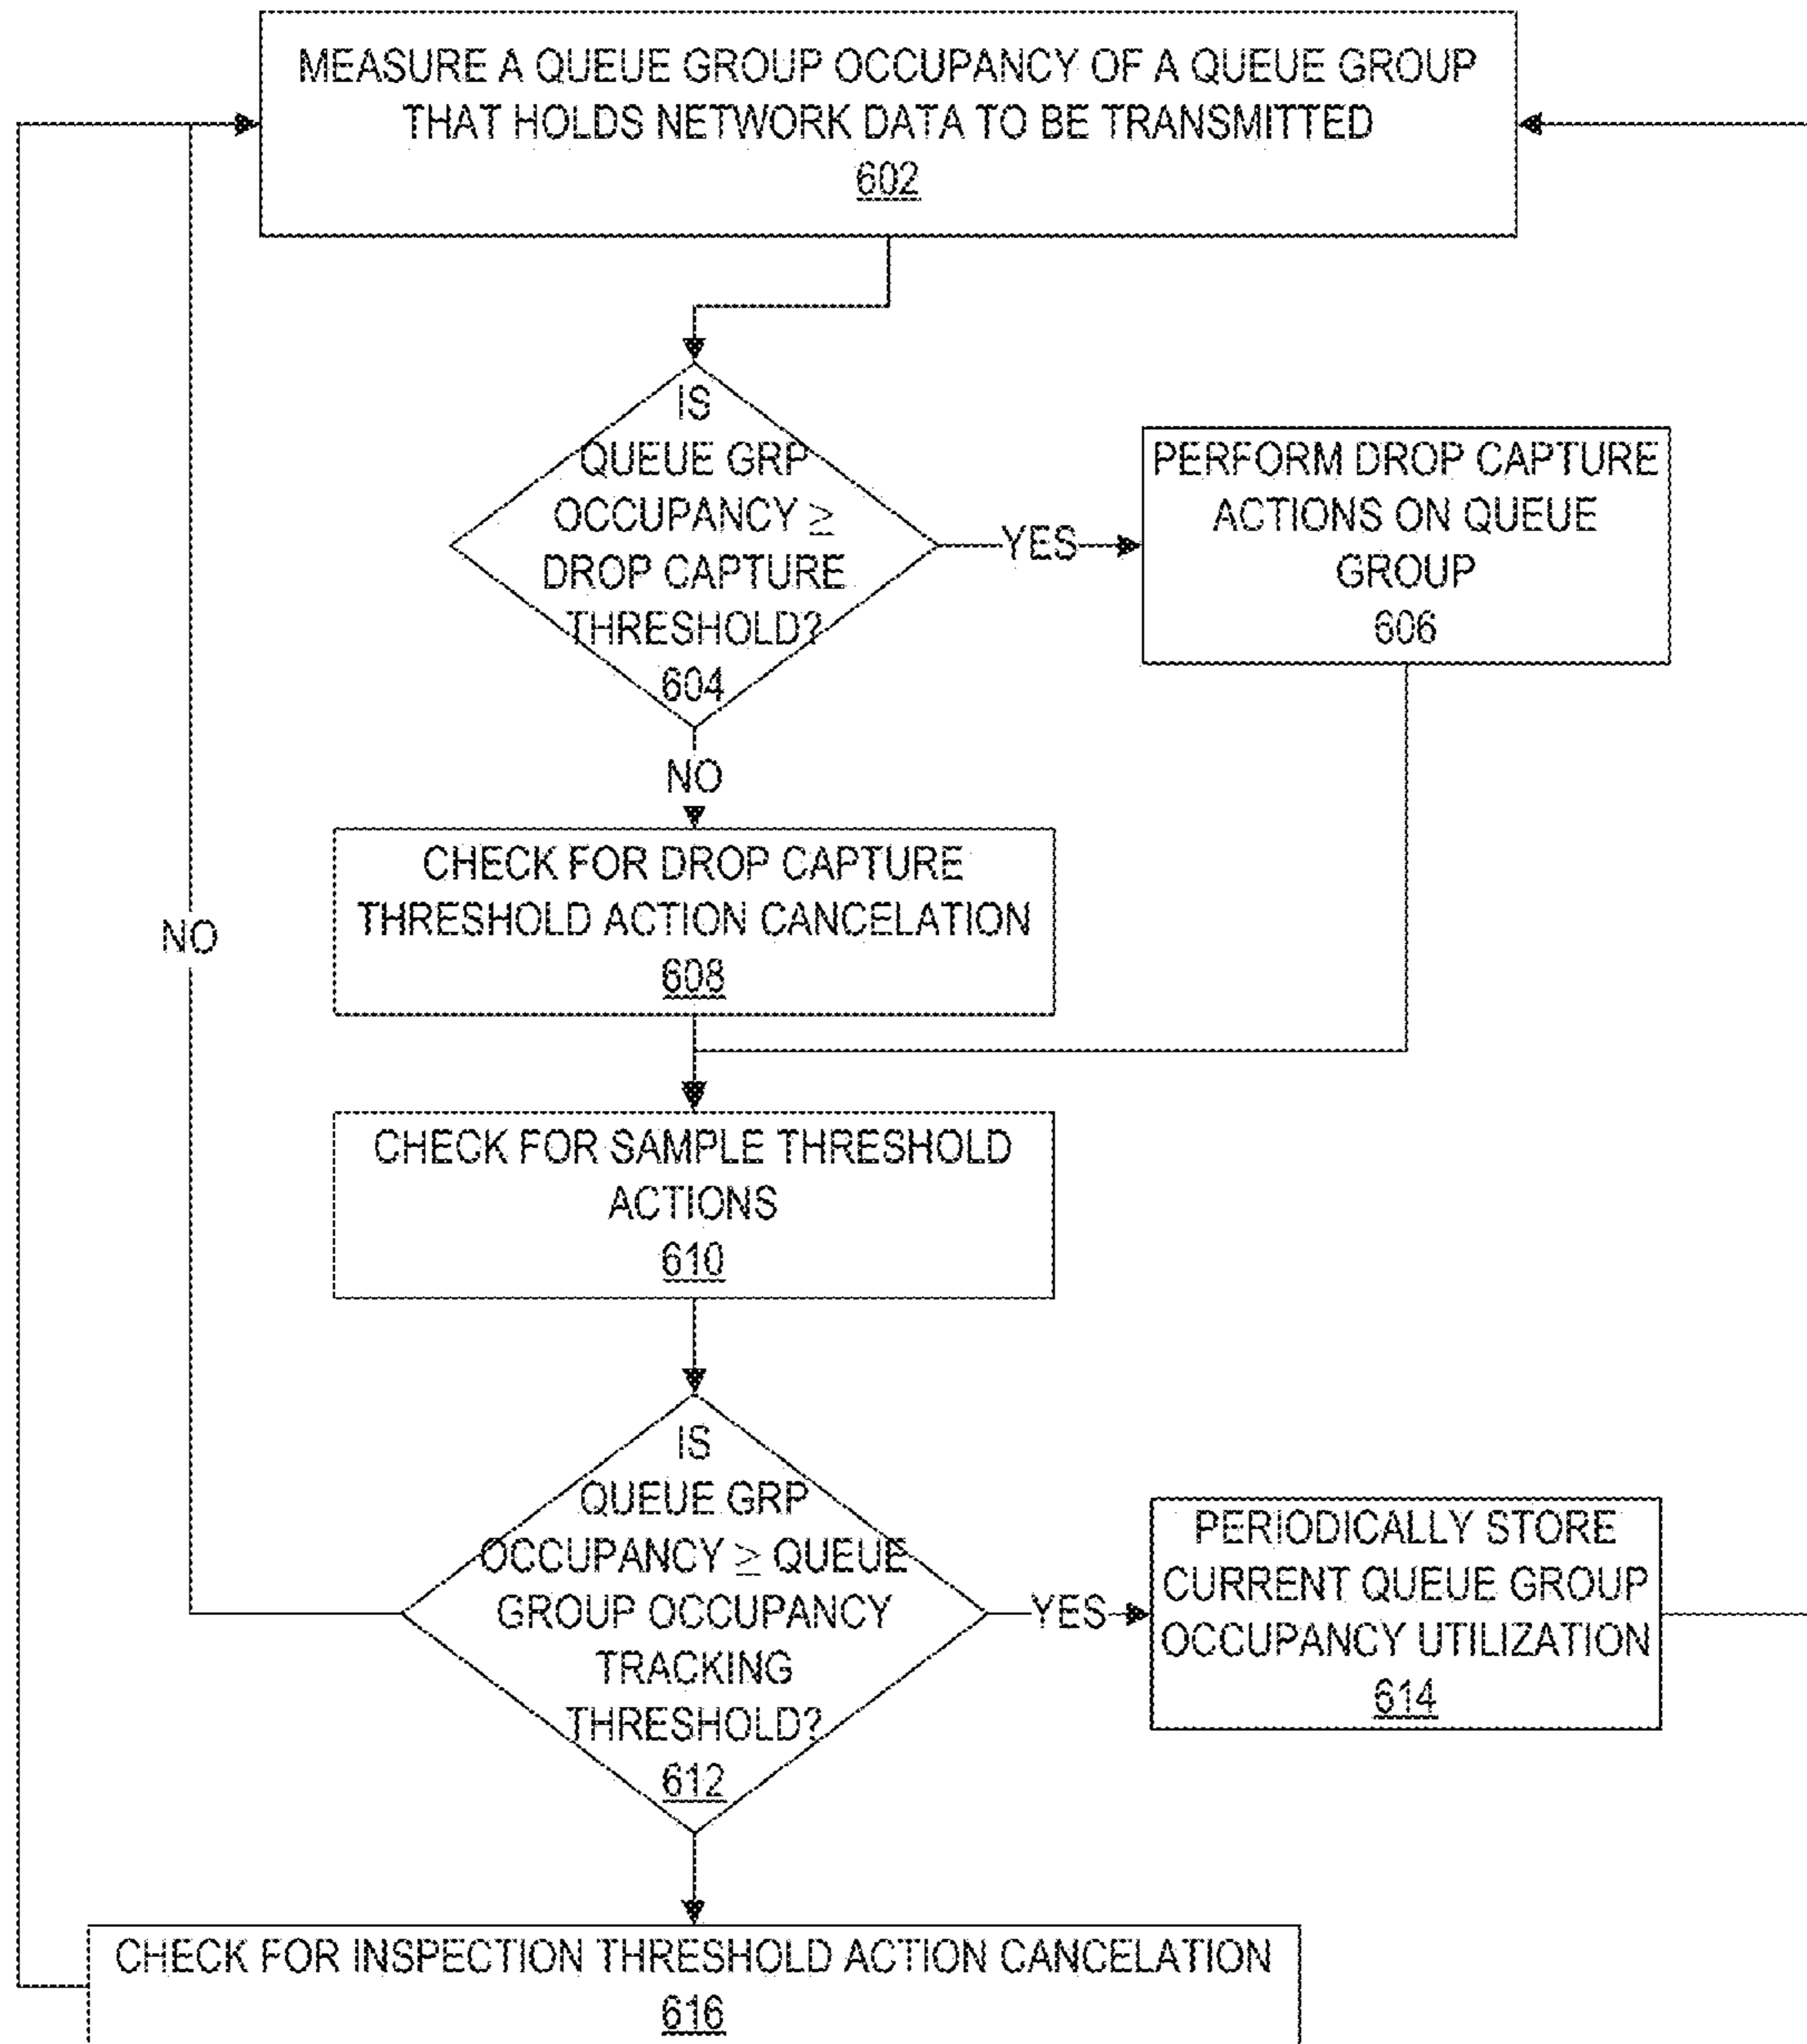 MEASURE A QUEUE GROUP OCCUPANCY OF A QUEUE GROUP
THAT HOLDS NETWORK DATA TO BE TRANSMITTED
602
IS
QUEUE GRP
OCCUPANCY ≥
DROP CAPTURE
THRESHOLD?
604
YES
PERFORM DROP CAPTURE
ACTIONS ON QUEUE
GROUP
606
NO
CHECK FOR DROP CAPTURE
THRESHOLD ACTION CANCELATION
608
NO
CHECK FOR SAMPLE THRESHOLD
ACTIONS
610
IS
QUEUE GRP
OCCUPANCY ≥ QUEUE
GROUP OCCUPANCY
TRACKING
THRESHOLD?
612
YES
PERIODICALLY STORE
CURRENT QUEUE GROUP
OCCUPANCY UTILIZATION
614
CHECK FOR INSPECTION THRESHOLD ACTION CANCELATION
616